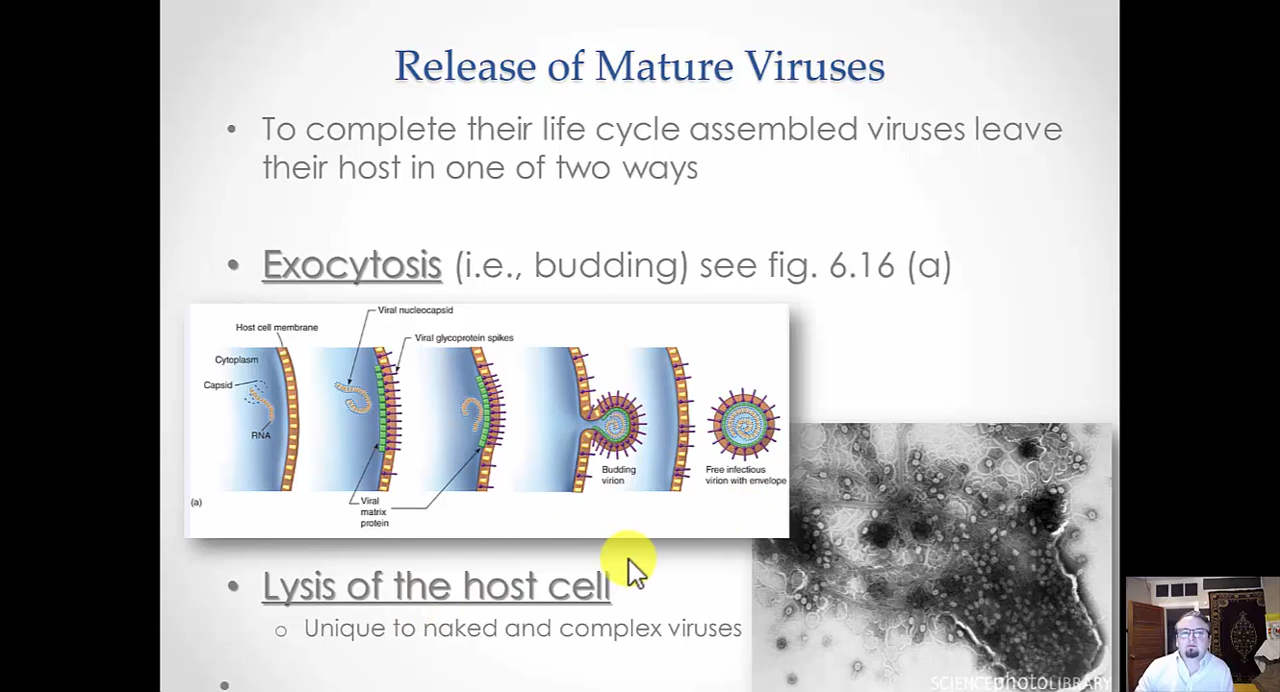 Release of Mature Viruses
• To complete their life cycle assembled viruses leave
their host in one of two ways
• Exocytosis (i.e., budding) see fig. 6.16 (a)
Viral nucleocapsid
Host cell membrane
Viral glycoprotein spikes
Cytoplasm
Capsid
RNA
Budding
virion
Free infectious
virion with envelope
(a)
Viral
matrix
protein
• Lysis of the host cell
o Unique to naked and complex viruses
•
SCIENCEPHOTOLIBRARY